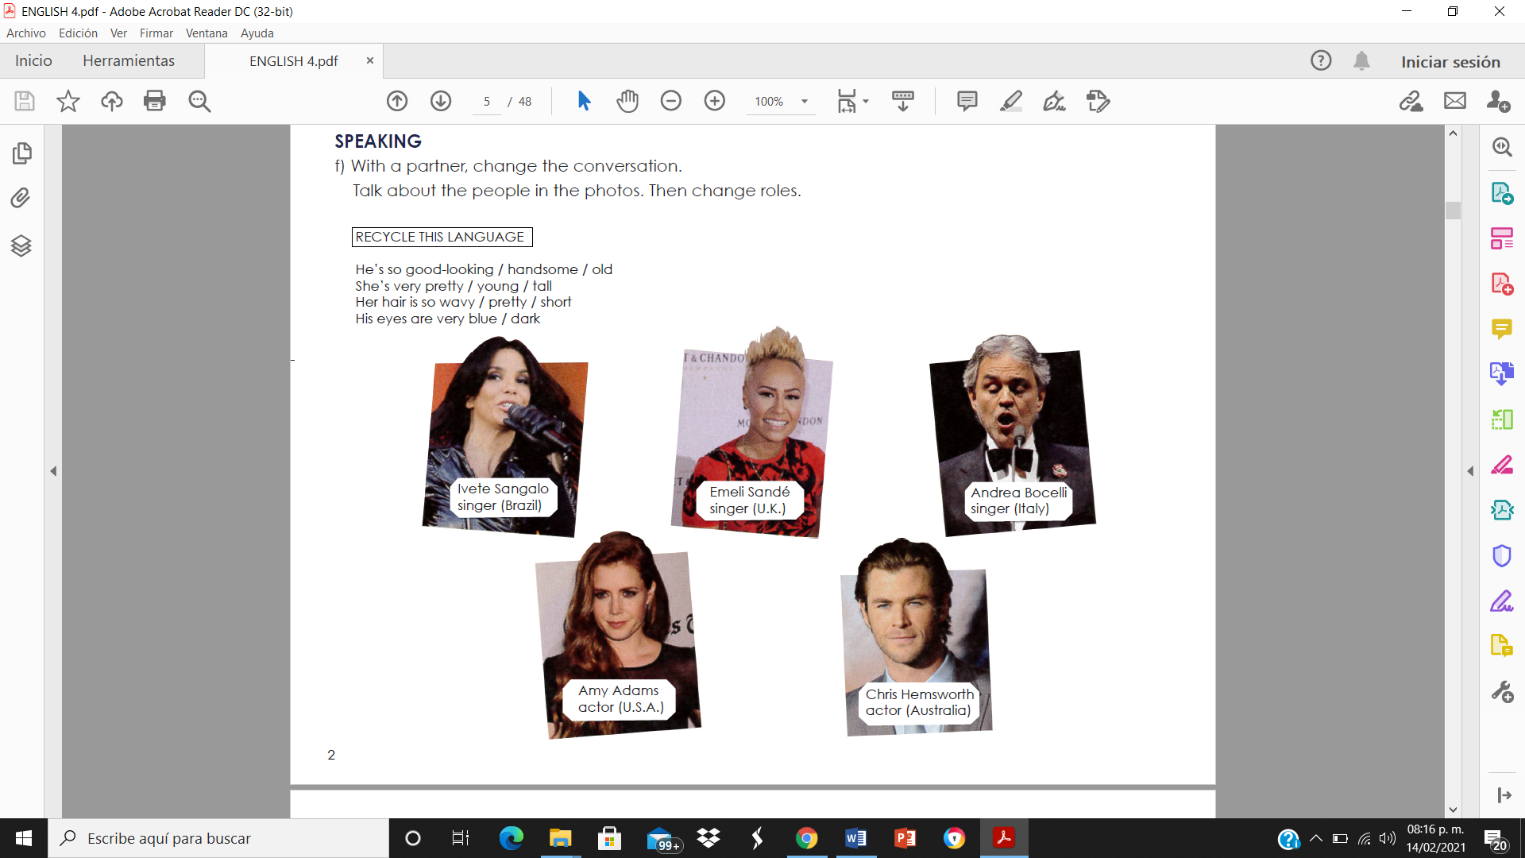 ENGLISH 4.pdf - Adobe Acrobat Reader DC (32-bit)
Archivo Edición Ver Firmar Ventana Ayuda
Inicio Herramientas ENGLISH 4.pdf × Iniciar sesión
5 / 48 100%
SPEAKING
f) With a partner, change the conversation.
Talk about the people in the photos. Then change roles.
RECYCLE THIS LANGUAGE
He's so good-looking / handsome / old
She's very pretty / young / tall
Her hair is so wavy / pretty / short
His eyes are very blue / dark
T & CHANDO
Ivete Sangalo
singer (Brazil)
Emeli Sandé
singer (U.K.)
Andrea Bocelli
singer (Italy)
Amy Adams
actor (U.S.A.)
Chris Hemsworth
actor (Australia)
2
Escribe aquí para buscar
99+
08:16 p. m.
14/02/2021
20